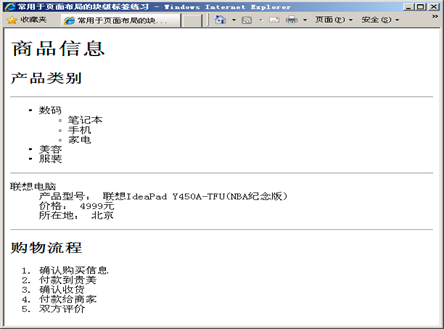 常用于页面布局的块级标签练习 - Windows Internet Explorer
收藏夹 常用于页面布局的块... 页面(P) 安全(S)
商品信息
产品类别
数码
笔记本
手机
家电
美容
服装
联想电脑
产品型号： 联想IdeaPad Y450A-TFU(NBA纪念版)
价格： 4999元
所在地： 北京
购物流程
1. 确认购买信息
2. 付款到贵美
3. 确认收货
4. 付款给商家
5. 双方评价